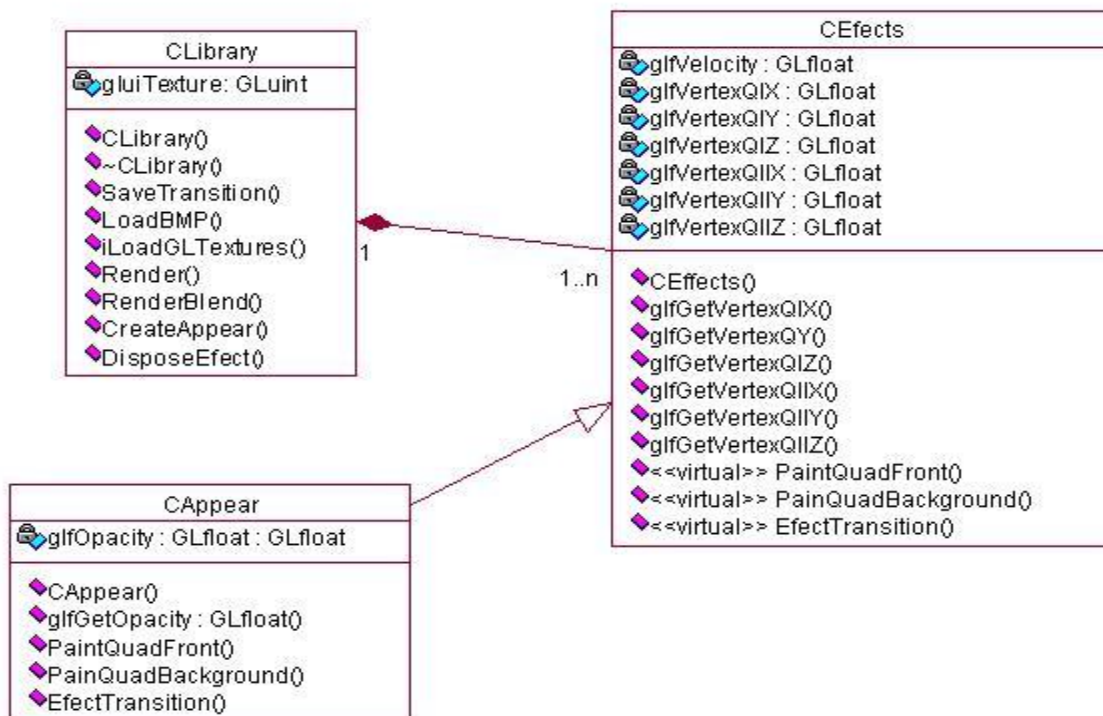 CLibrary
gluiTexture: GLuint
CLibrary()
~CLibrary()
SaveTransition()
LoadBMP()
iLoadGLTextures()
Render()
RenderBlend()
CreateAppear()
DisposeEfect()
1
1..n
CEfects
glfVelocity : GLfloat
glfVertexQIX : GLfloat
glfVertexQIY : GLfloat
glfVertexQIZ : GLfloat
glfVertexQIIX : GLfloat
glfVertexQIIY : GLfloat
glfVertexQIIZ : GLfloat
CEffects()
glfGetVertexQIX()
glfGetVertexQY()
glfGetVertexQIZ()
glfGetVertexQIIX()
glfGetVertexQIIY()
glfGetVertexQIIZ()
<<virtual>> PaintQuadFront()
<<virtual>> PainQuadBackground()
<<virtual>> EfectTransition()
CAppear
glfOpacity : GLfloat : GLfloat
CAppear()
glfGetOpacity : GLfloat()
PaintQuadFront()
PainQuadBackground()
EfectTransition()